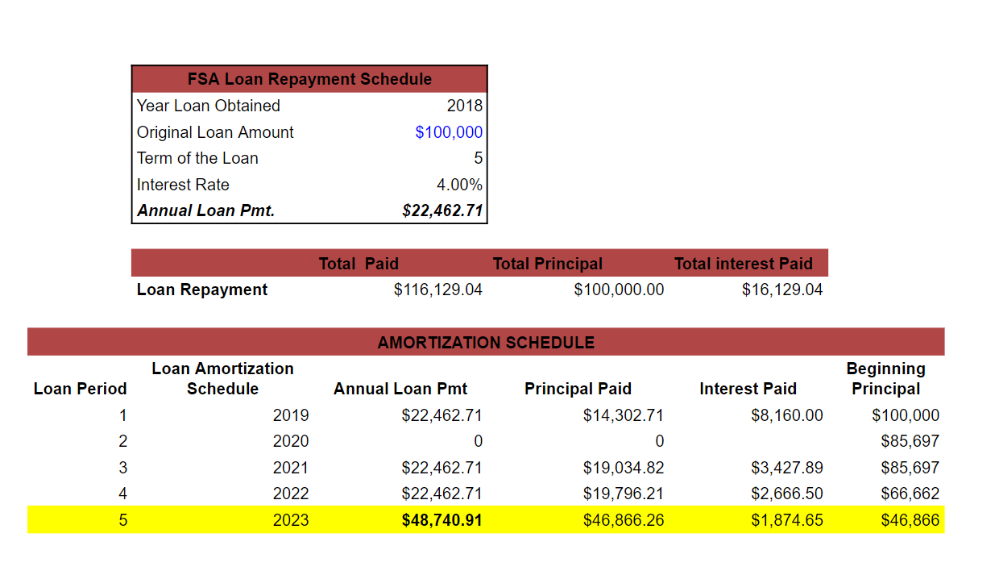 FSA Loan Repayment Schedule
Year Loan Obtained 2018
Original Loan Amount $100,000
Term of the Loan 5
Interest Rate 4.00%
Annual Loan Pmt. $22,462.71
Total Paid Total Principal Total interest Paid
Loan Repayment $116,129.04 $100,000.00 $16,129.04
AMORTIZATION SCHEDULE
Loan Period Loan Amortization Schedule Annual Loan Pmt Principal Paid Interest Paid Beginning Principal
1 2019 $22,462.71 $14,302.71 $8,160.00 $100,000
2 2020 0 0 $85,697
3 2021 $22,462.71 $19,034.82 $3,427.89 $85,697
4 2022 $22,462.71 $19,796.21 $2,666.50 $66,662
5 2023 $48,740.91 $46,866.26 $1,874.65 $46,866